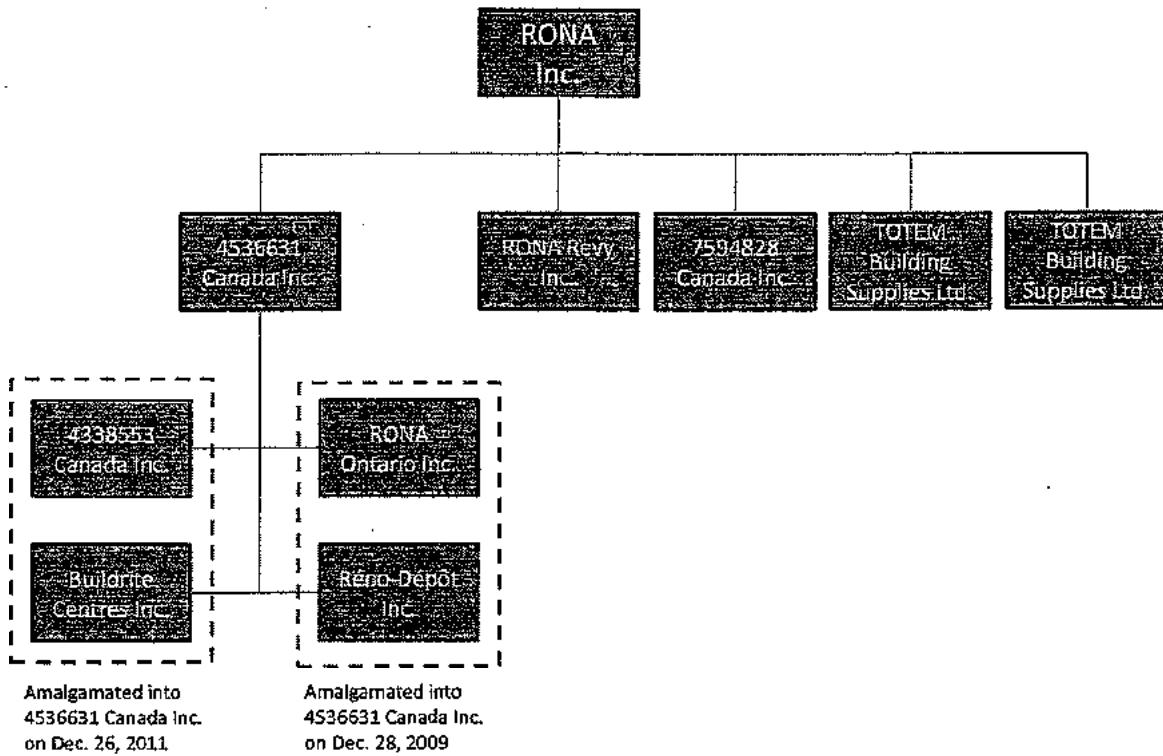 RONA
Inc.
4536631
Canada Inc.
RONA Revy
Inc.
7594828
Canada Inc.
TOTEM
Building
Supplies Ltd
TOTEM
Building
Supplies Ltd
4338553
Canada Inc.
RONA
Ontario Inc.
Buildrite
Centres Inc.
Réno-Dépôt
Inc.
Amalgamated into
4536631 Canada Inc.
on Dec. 26, 2011
Amalgamated into
4536631 Canada Inc.
on Dec. 28, 2009